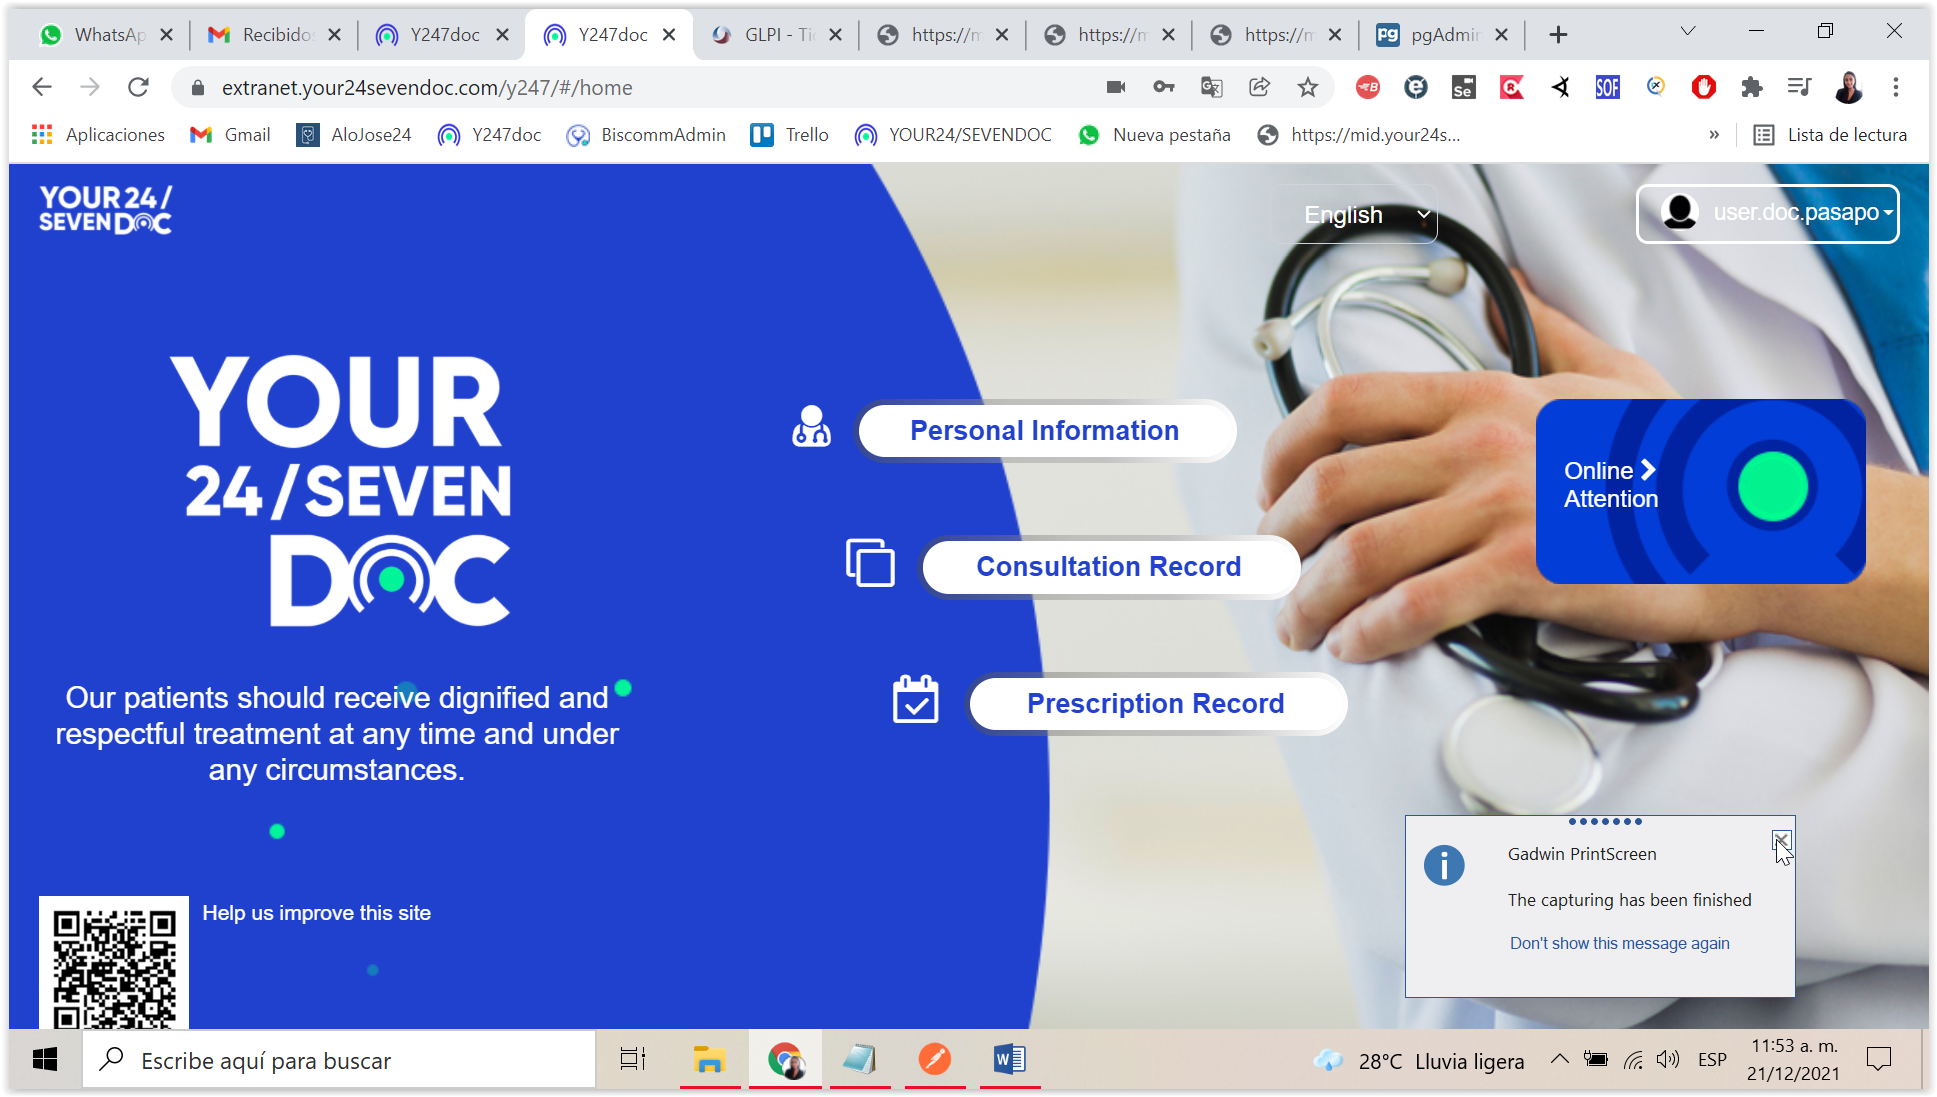 WhatsAp
Recibido
Y247doc
Y247doc
GLPI - Ti
https://m
https://m
https://m
pgAdmin
extranet.your24sevendoc.com/y247/#/home
Se
SOF
Aplicaciones
Gmail
AloJose24
Y247doc
BiscommAdmin
Trello
YOUR24/SEVENDOC
Nueva pestaña
https://mid.your24s...
»
Lista de lectura
YOUR 24 /
SEVEN DOC
English
user.doc.pasapo
YOUR
24 / SEVEN
DOC
Personal Information
Consultation Record
Prescription Record
Online
Attention
Our patients should receive dignified and
respectful treatment at any time and under
any circumstances.
Help us improve this site
Gadwin PrintScreen
The capturing has been finished
Don't show this message again
Escribe aquí para buscar
28°C Lluvia ligera
ESP
11:53 a. m.
21/12/2021